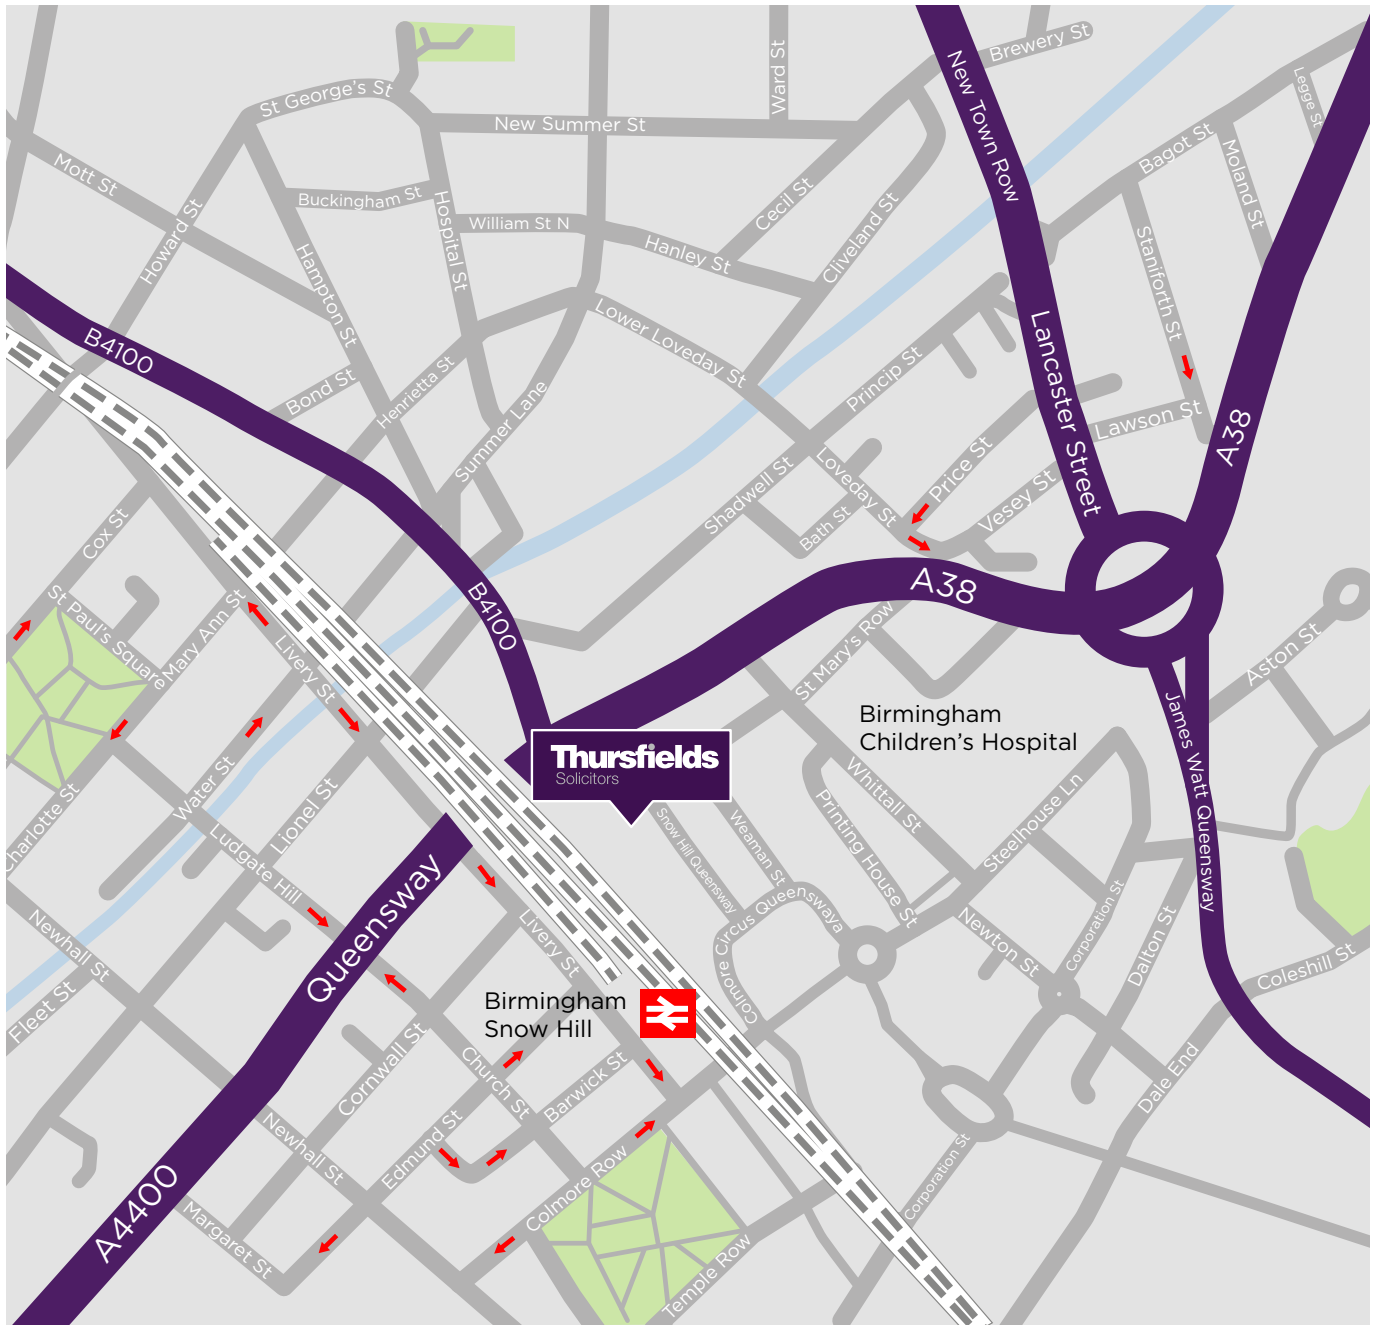 Brewery St
Ward St
New Town Row
St George's St
New Summer St
Legge St
Bagot St
Moland St
Mott St
Buckingham St
Hospital St
William St N
Cecil St
Howard St
Hampton St
Hanley St
Cliveland St
Staniforth St
B4100
Lower Loveday St
Lancaster Street
Princip St
Bond St
Henrietta St
Summer Lane
Lawson St
A38
Shadwell St
Loveday St
Price St
Vesey St
Bath St
Cox St
B4100
A38
St Paul's Square
Mary Ann St
Livery St
St Mary's Row
Aston St
Birmingham
Children's Hospital
James Watt Queensway
Thursfields
Solicitors
Water St
Lionel St
Charlotte St
Ludgate Hill
Whittall St
Printing House St
Steelhouse Ln
Snow Hill Queensway
Weaman St
Colmore Circus Queenswaya
Queensway
Livery St
Newton St
Corporation St
Dalton St
Coleshill St
Newhall St
Fleet St
Birmingham
Snow Hill
Colmore
Cornwall St
Church St
Barwick St
Dale End
Newhall St
Edmund St
Colmore Row
Corporation St
A4400
Margaret St
Temple Row